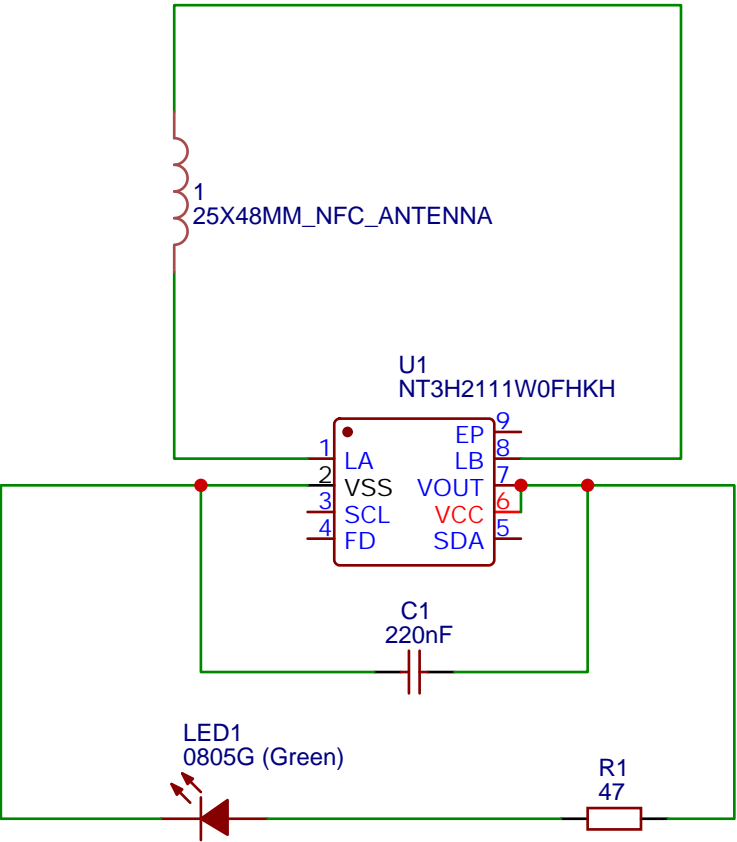 1
25X48MM_NFC_ANTENNA
U1
NT3H2111W0FHKH
1 LA
2 VSS
3 SCL
4 FD
EP 9
LB 8
VOUT 7
VCC 6
SDA 5
C1
220nF
LED1
0805G (Green)
R1
47